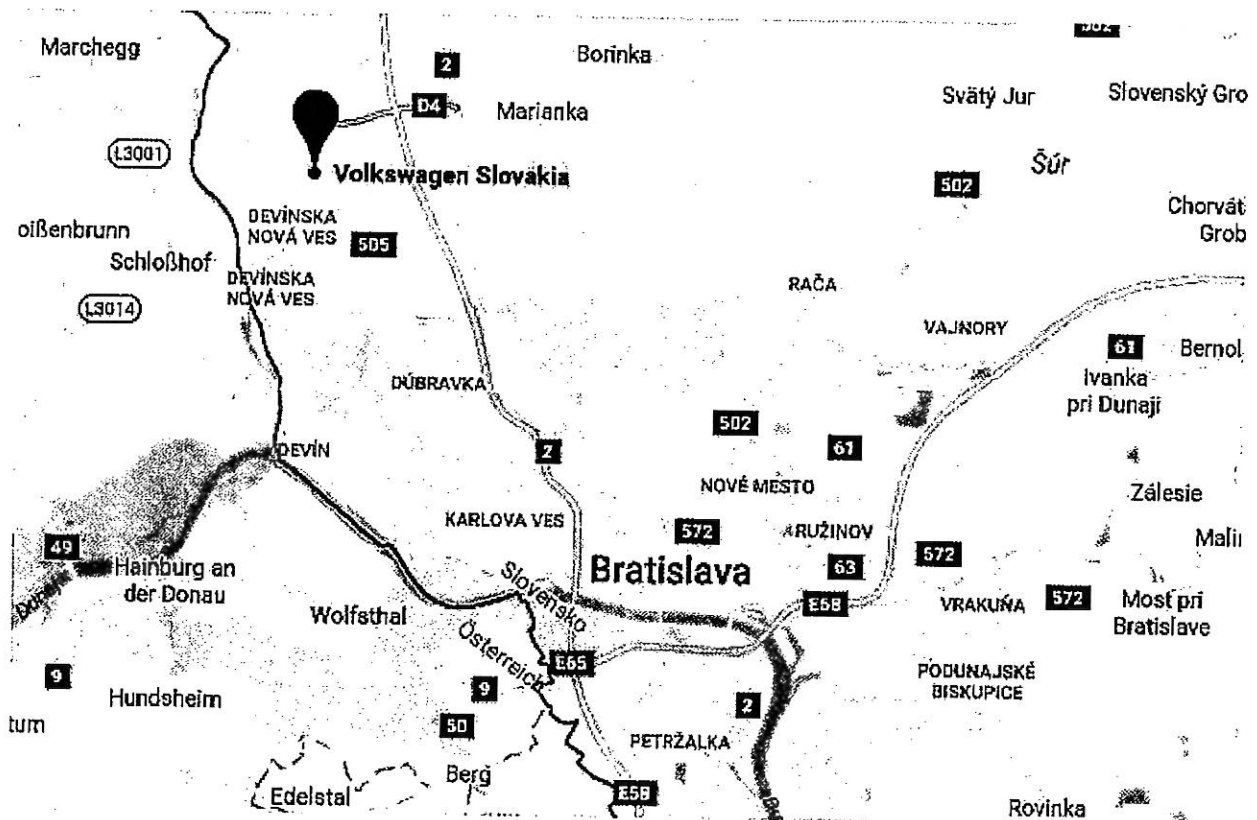 502
Marchegg
2
Borinka
Svätý Jur
Slovenský Gro
D4
Marianka
L3001
Volkswagen Slovakia
Šúr
502
DEVÍNSKA
NOVÁ VES
505
Chorvát
Grob
oißenbrunn
Schloßhof
DEVÍNSKA
NOVÁ VES
RAČA
L3014
VAJNORY
61
Bernol
Ivanka
pri Dunaji
DÚBRAVKA
502
61
2
DEVÍN
NOVÉ MESTO
Zálesie
KARLOVA VES
572
RUŽINOV
572
Mali
49
Hainburg an
der Donau
Bratislava
63
Slovensko
Wolfsthal
E58
VRAKUŇA
572
Most pri
Bratislave
Österreich
E65
PODUNAJSKÉ
BISKUPICE
9
Hundsheim
9
2
turn
50
PETRŽALKA
Berg
Edelstal
E58
Rovinka